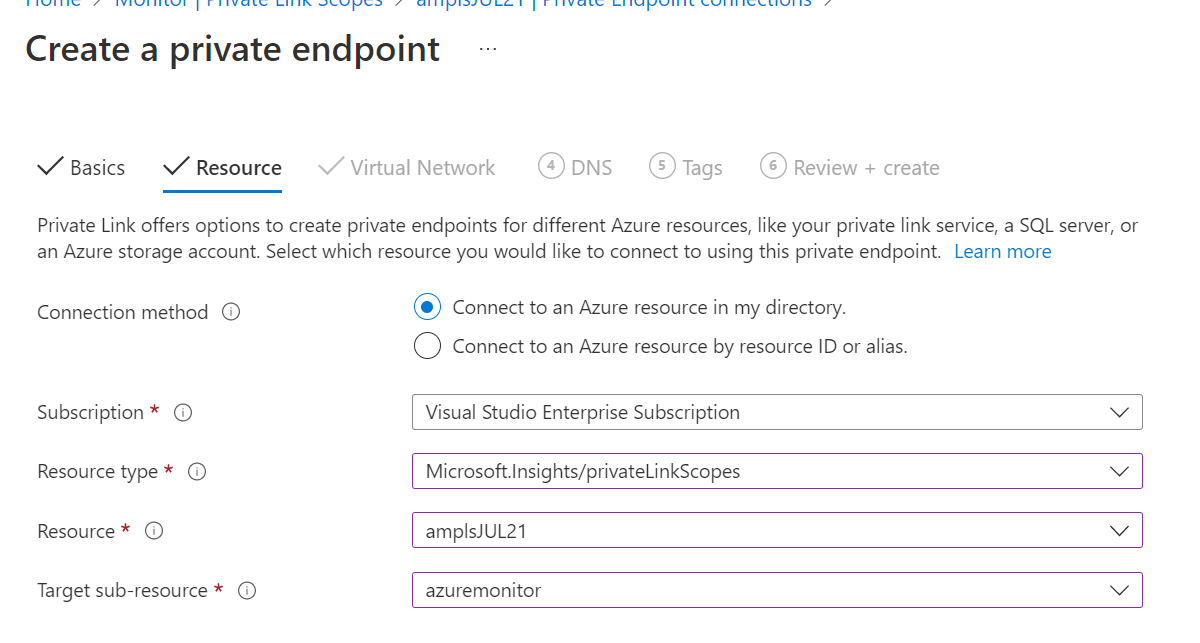 Home > Monitor | Private Link Scopes > amplsJUL21 | Private Endpoint connections >
Create a private endpoint ...
Basics Resource Virtual Network 4 DNS 5 Tags 6 Review + create
Private Link offers options to create private endpoints for different Azure resources, like your private link service, a SQL server, or
an Azure storage account. Select which resource you would like to connect to using this private endpoint. Learn more
Connection method Connect to an Azure resource in my directory.
Connect to an Azure resource by resource ID or alias.
Subscription * Visual Studio Enterprise Subscription
Resource type * Microsoft.Insights/privateLinkScopes
Resource * amplsJUL21
Target sub-resource * azuremonitor